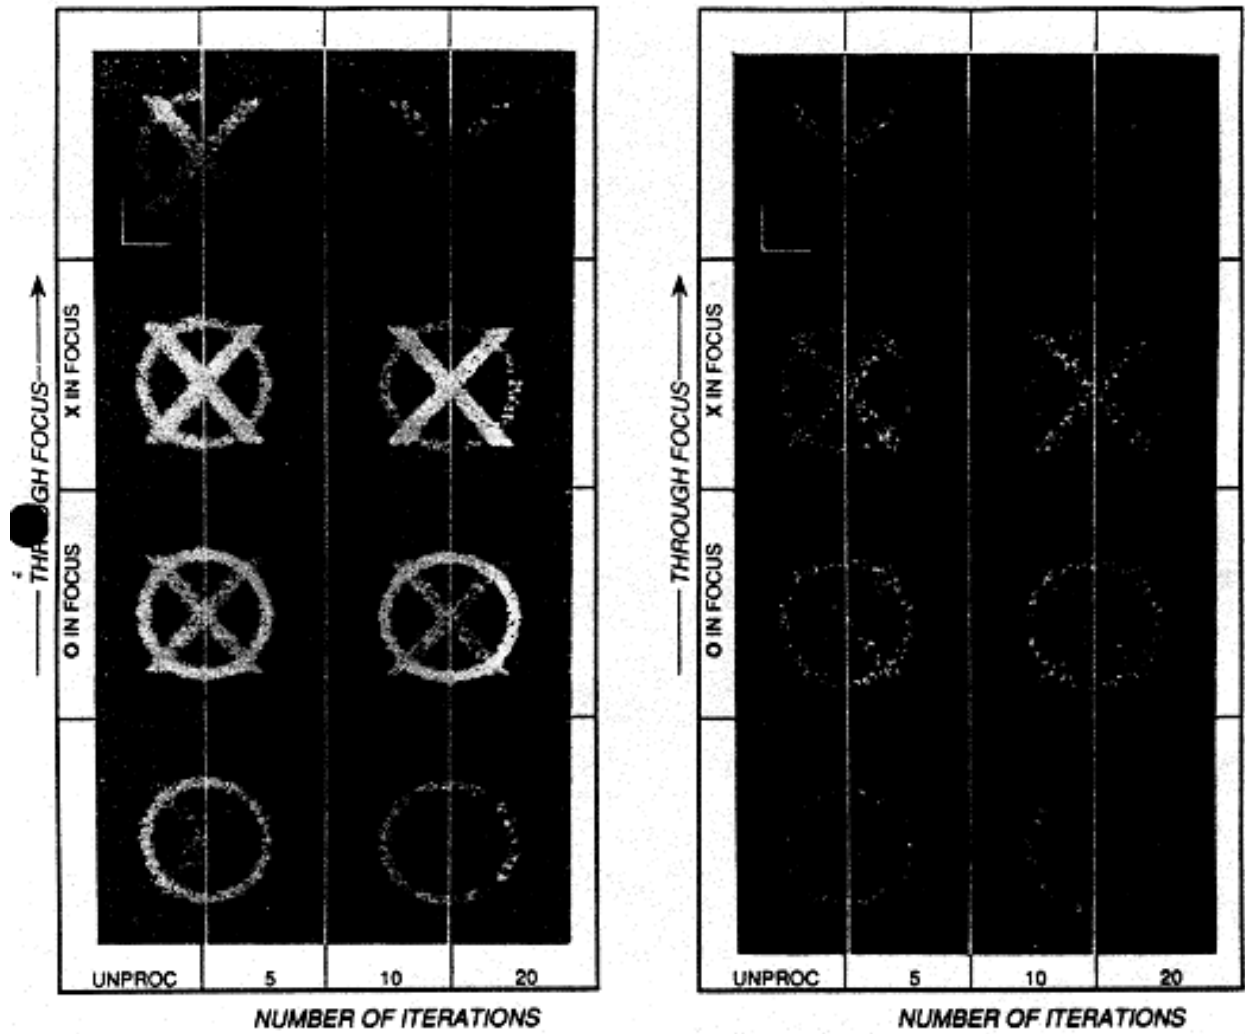 THROUGH FOCUS
X IN FOCUS
O IN FOCUS
UNPROC 5 10 20
NUMBER OF ITERATIONS
THROUGH FOCUS
X IN FOCUS
O IN FOCUS
UNPROC 5 10 20
NUMBER OF ITERATIONS